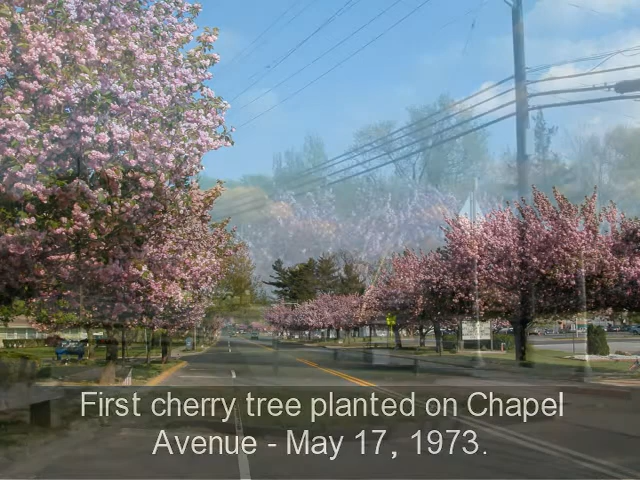 First cherry tree planted on Chapel
Avenue - May 17, 1973.